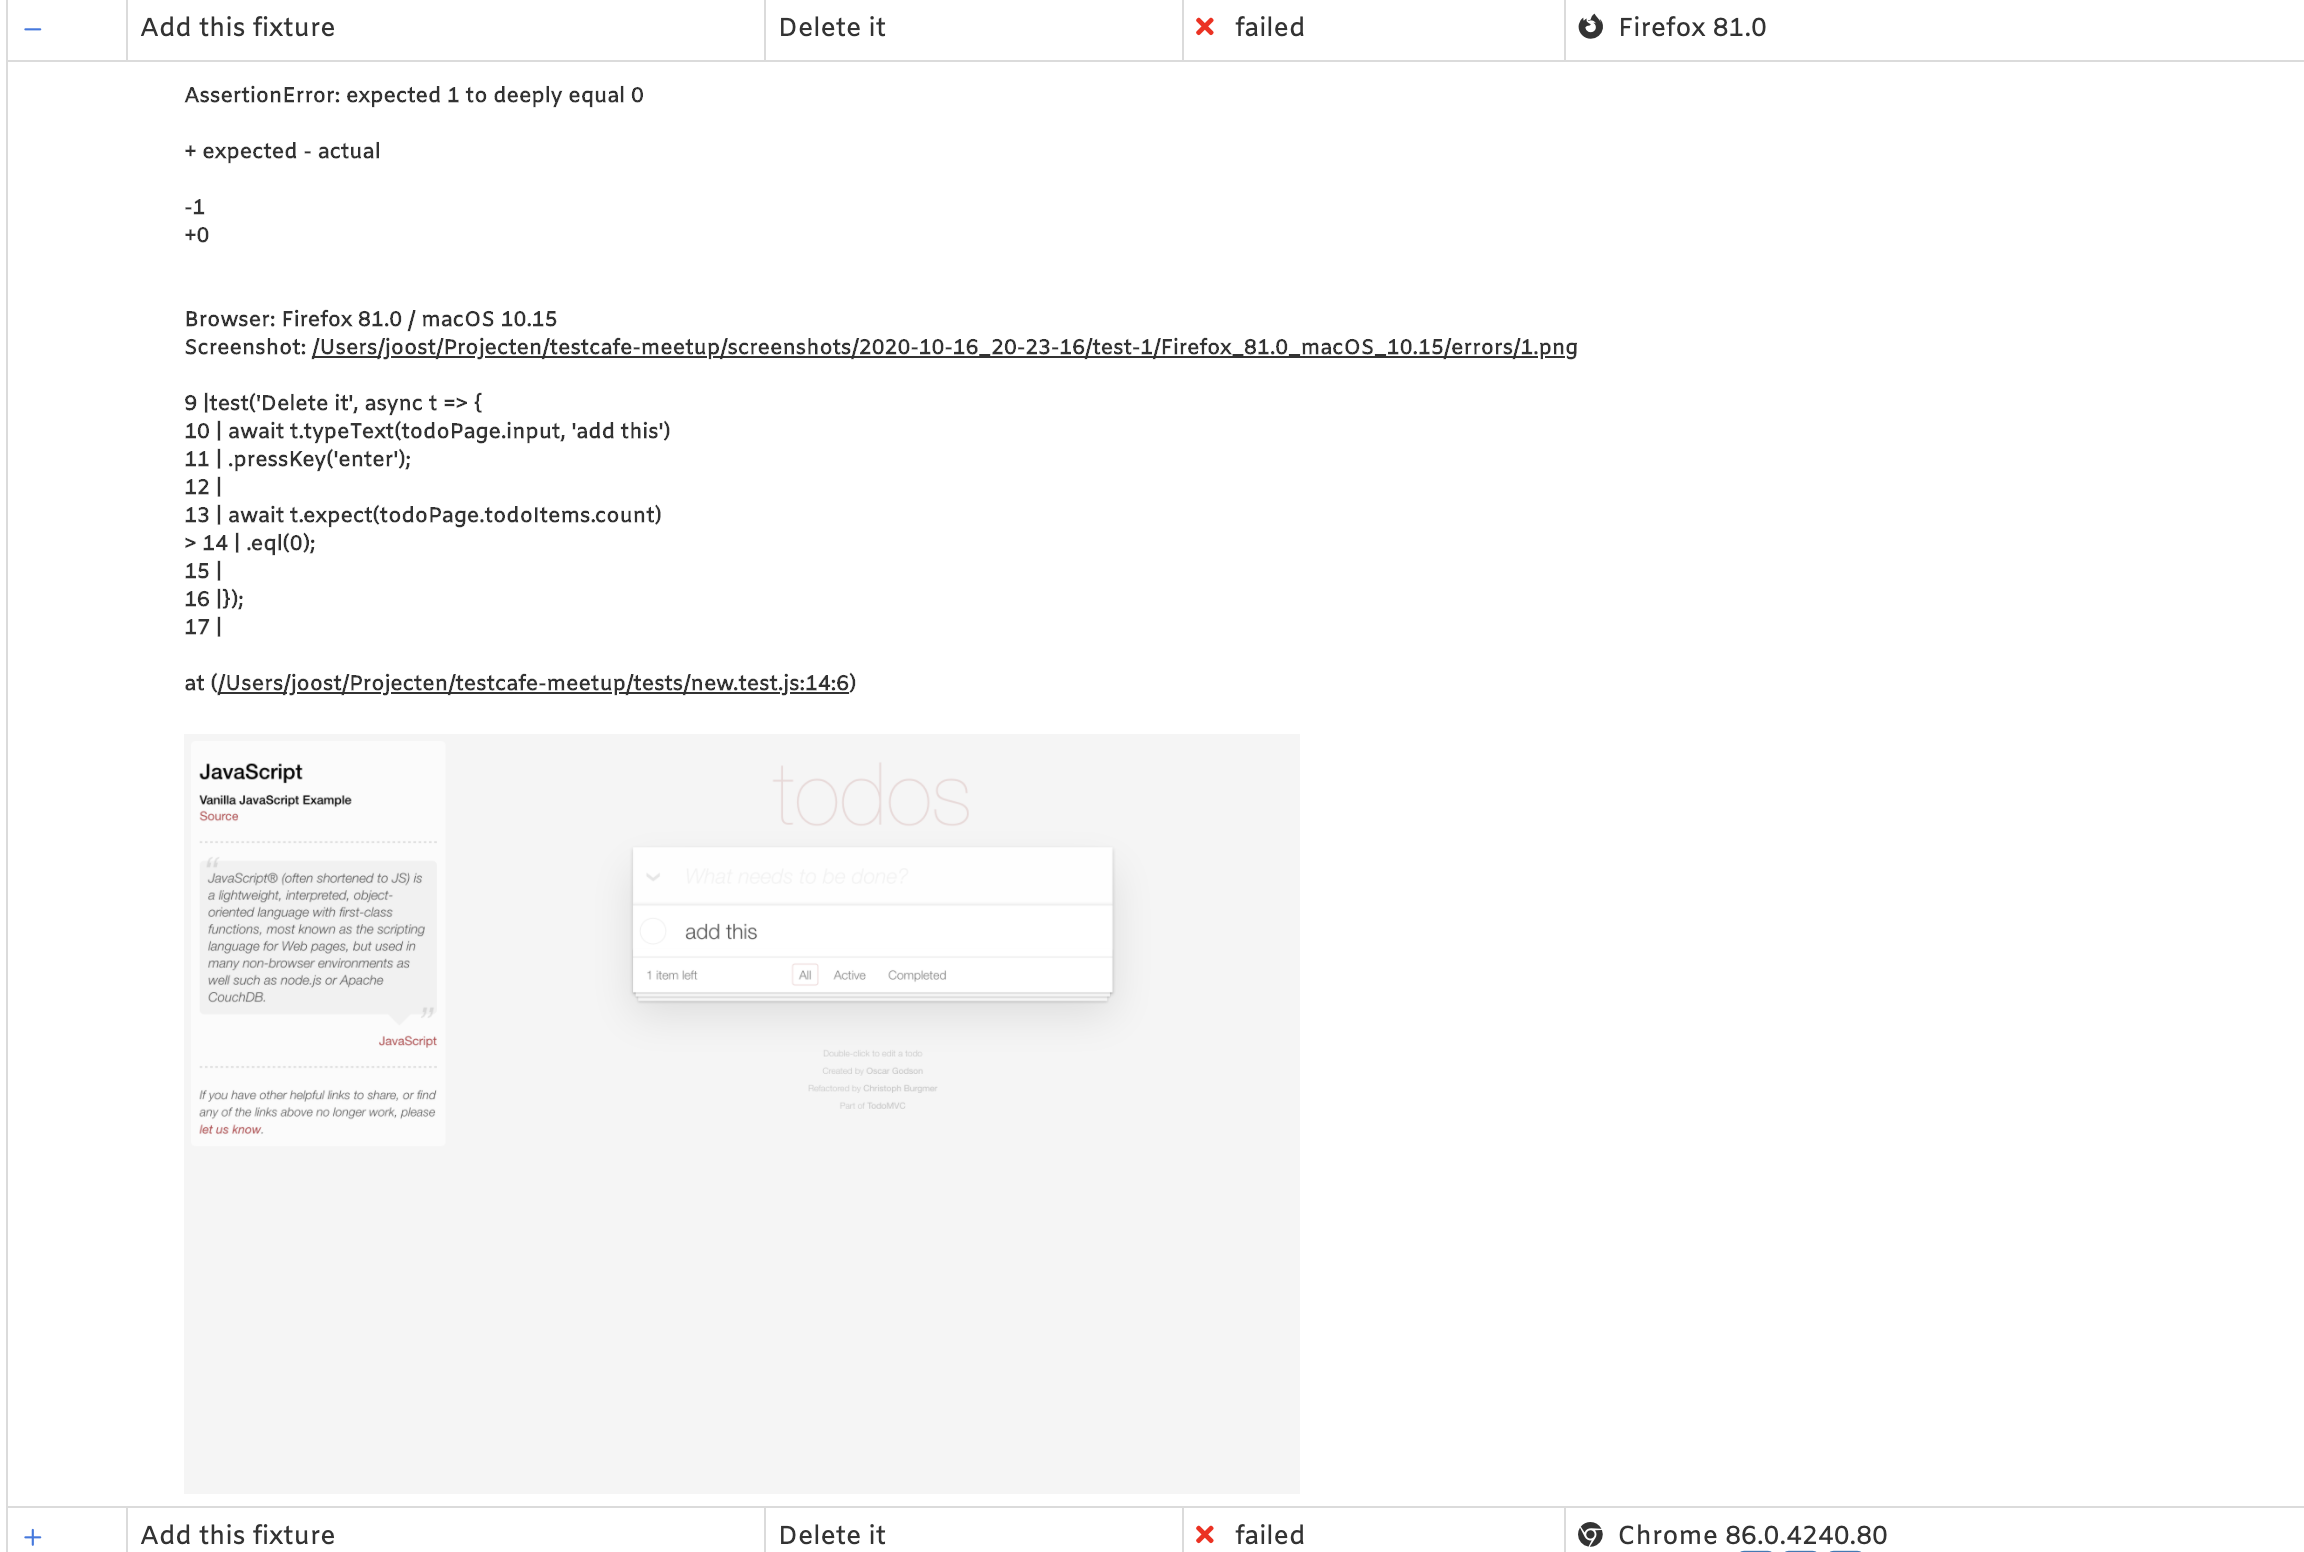 Add this fixture Delete it failed Firefox 81.0
AssertionError: expected 1 to deeply equal 0
+ expected - actual
-1
+0
Browser: Firefox 81.0 / macOS 10.15
Screenshot: /Users/joost/Projecten/testcafe-meetup/screenshots/2020-10-16_20-23-16/test-1/Firefox_81.0_macOS_10.15/errors/1.png
9 |test('Delete it', async t => {
10 | await t.typeText(todoPage.input, 'add this')
11 | .pressKey('enter');
12 |
13 | await t.expect(todoPage.todoItems.count)
> 14 | .eql(0);
15 |
16 |});
17 |
at (/Users/joost/Projecten/testcafe-meetup/tests/new.test.js:14:6)
JavaScript
Vanilla JavaScript Example
Source
“
JavaScript® (often shortened to JS) is
a lightweight, interpreted, object-
oriented language with first-class
functions, most known as the scripting
language for Web pages, but used in
many non-browser environments as
well such as node.js or Apache
CouchDB.
”
JavaScript
If you have other helpful links to share, or find
any of the links above no longer work, please
let us know.
todos
What needs to be done?
add this
1 item left All Active Completed
Double-click to edit a todo
Created by Oscar Godson
Refactored by Christoph Burgmer
Part of TodoMVC
Add this fixture Delete it failed Chrome 86.0.4240.80